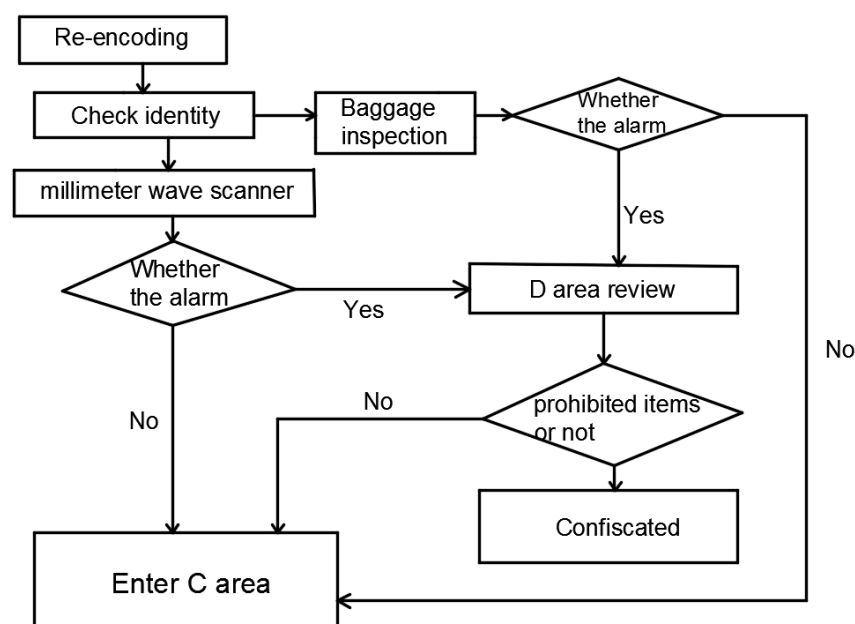 Re-encoding
Check identity
Baggage
inspection
Whether
the alarm
millimeter wave scanner
Yes
Whether
the alarm
D area review
Yes
No
No
No
prohibited items
or not
Confiscated
Enter C area